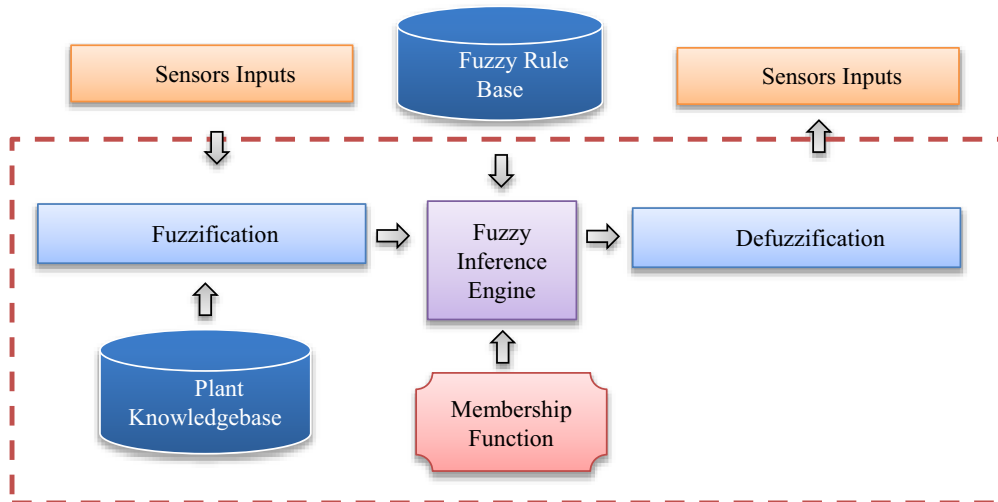 Sensors Inputs
Fuzzy Rule
Base
Sensors Inputs
Fuzzification
Fuzzy
Inference
Engine
Defuzzification
Plant
Knowledgebase
Membership
Function